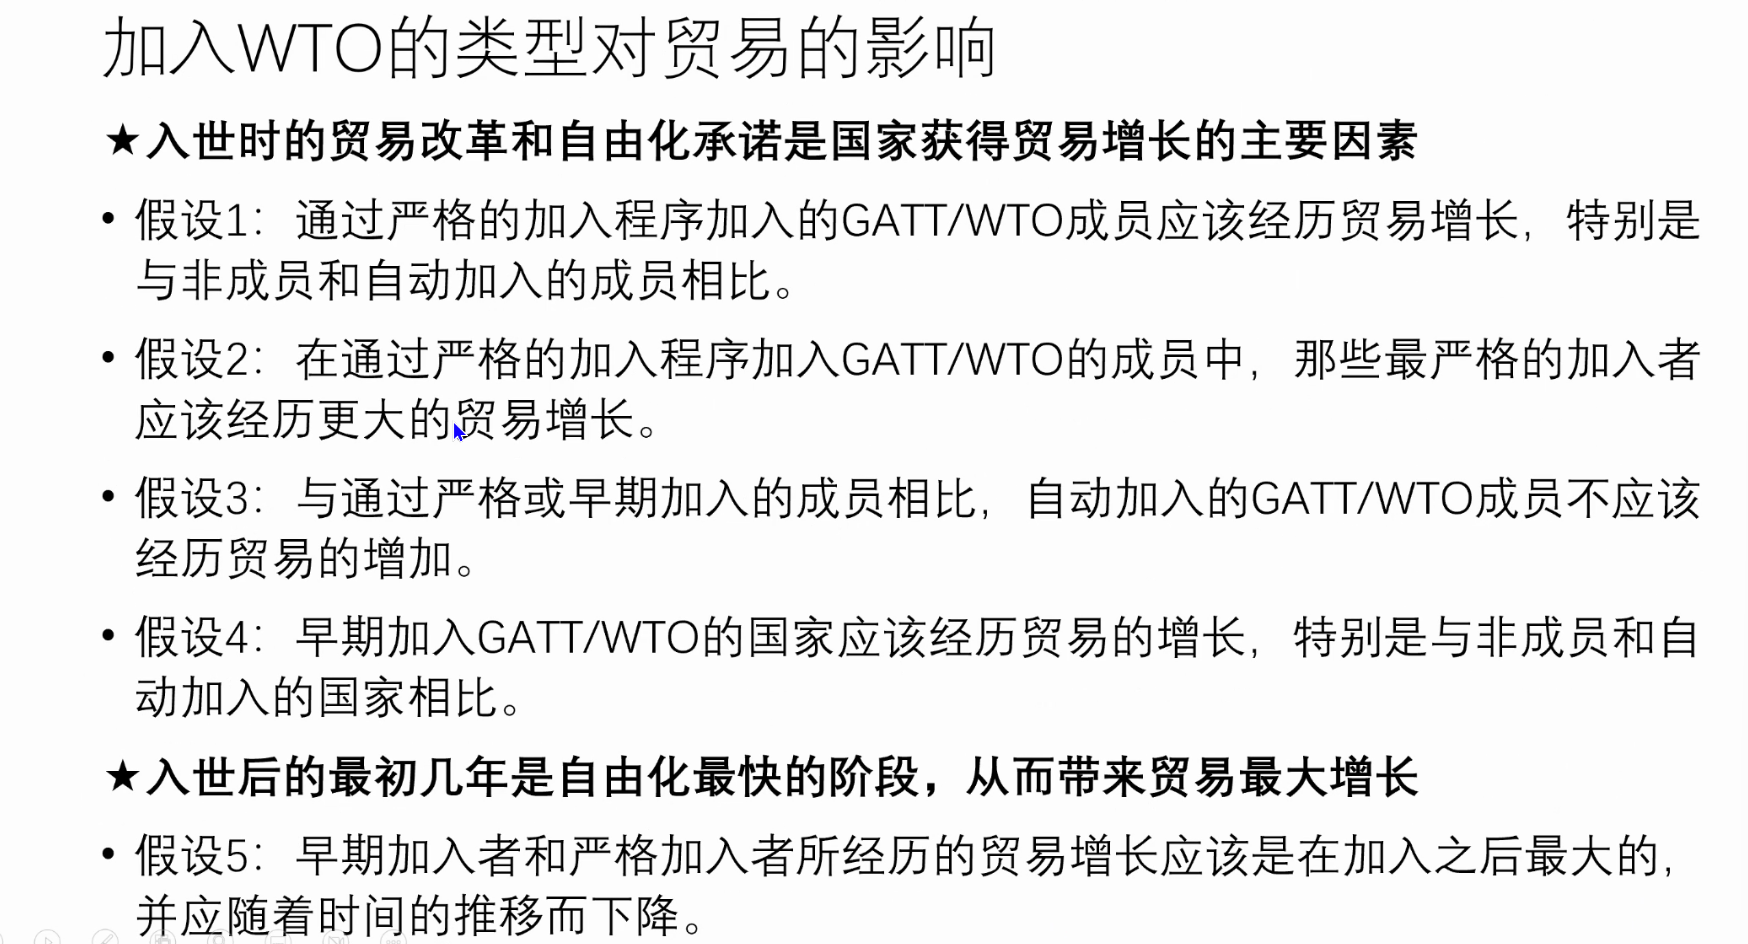 加入WTO的类型对贸易的影响
★入世时的贸易改革和自由化承诺是国家获得贸易增长的主要因素
• 假设1：通过严格的加入程序加入的GATT/WTO成员应该经历贸易增长，特别是
与非成员和自动加入的成员相比。
• 假设2：在通过严格的加入程序加入GATT/WTO的成员中，那些最严格的加入者
应该经历更大的贸易增长。
• 假设3：与通过严格或早期加入的成员相比，自动加入的GATT/WTO成员不应该
经历贸易的增加。
• 假设4：早期加入GATT/WTO的国家应该经历贸易的增长，特别是与非成员和自
动加入的国家相比。
★入世后的最初几年是自由化最快的阶段，从而带来贸易最大增长
• 假设5：早期加入者和严格加入者所经历的贸易增长应该是在加入之后最大的，
并应随着时间的推移而下降。